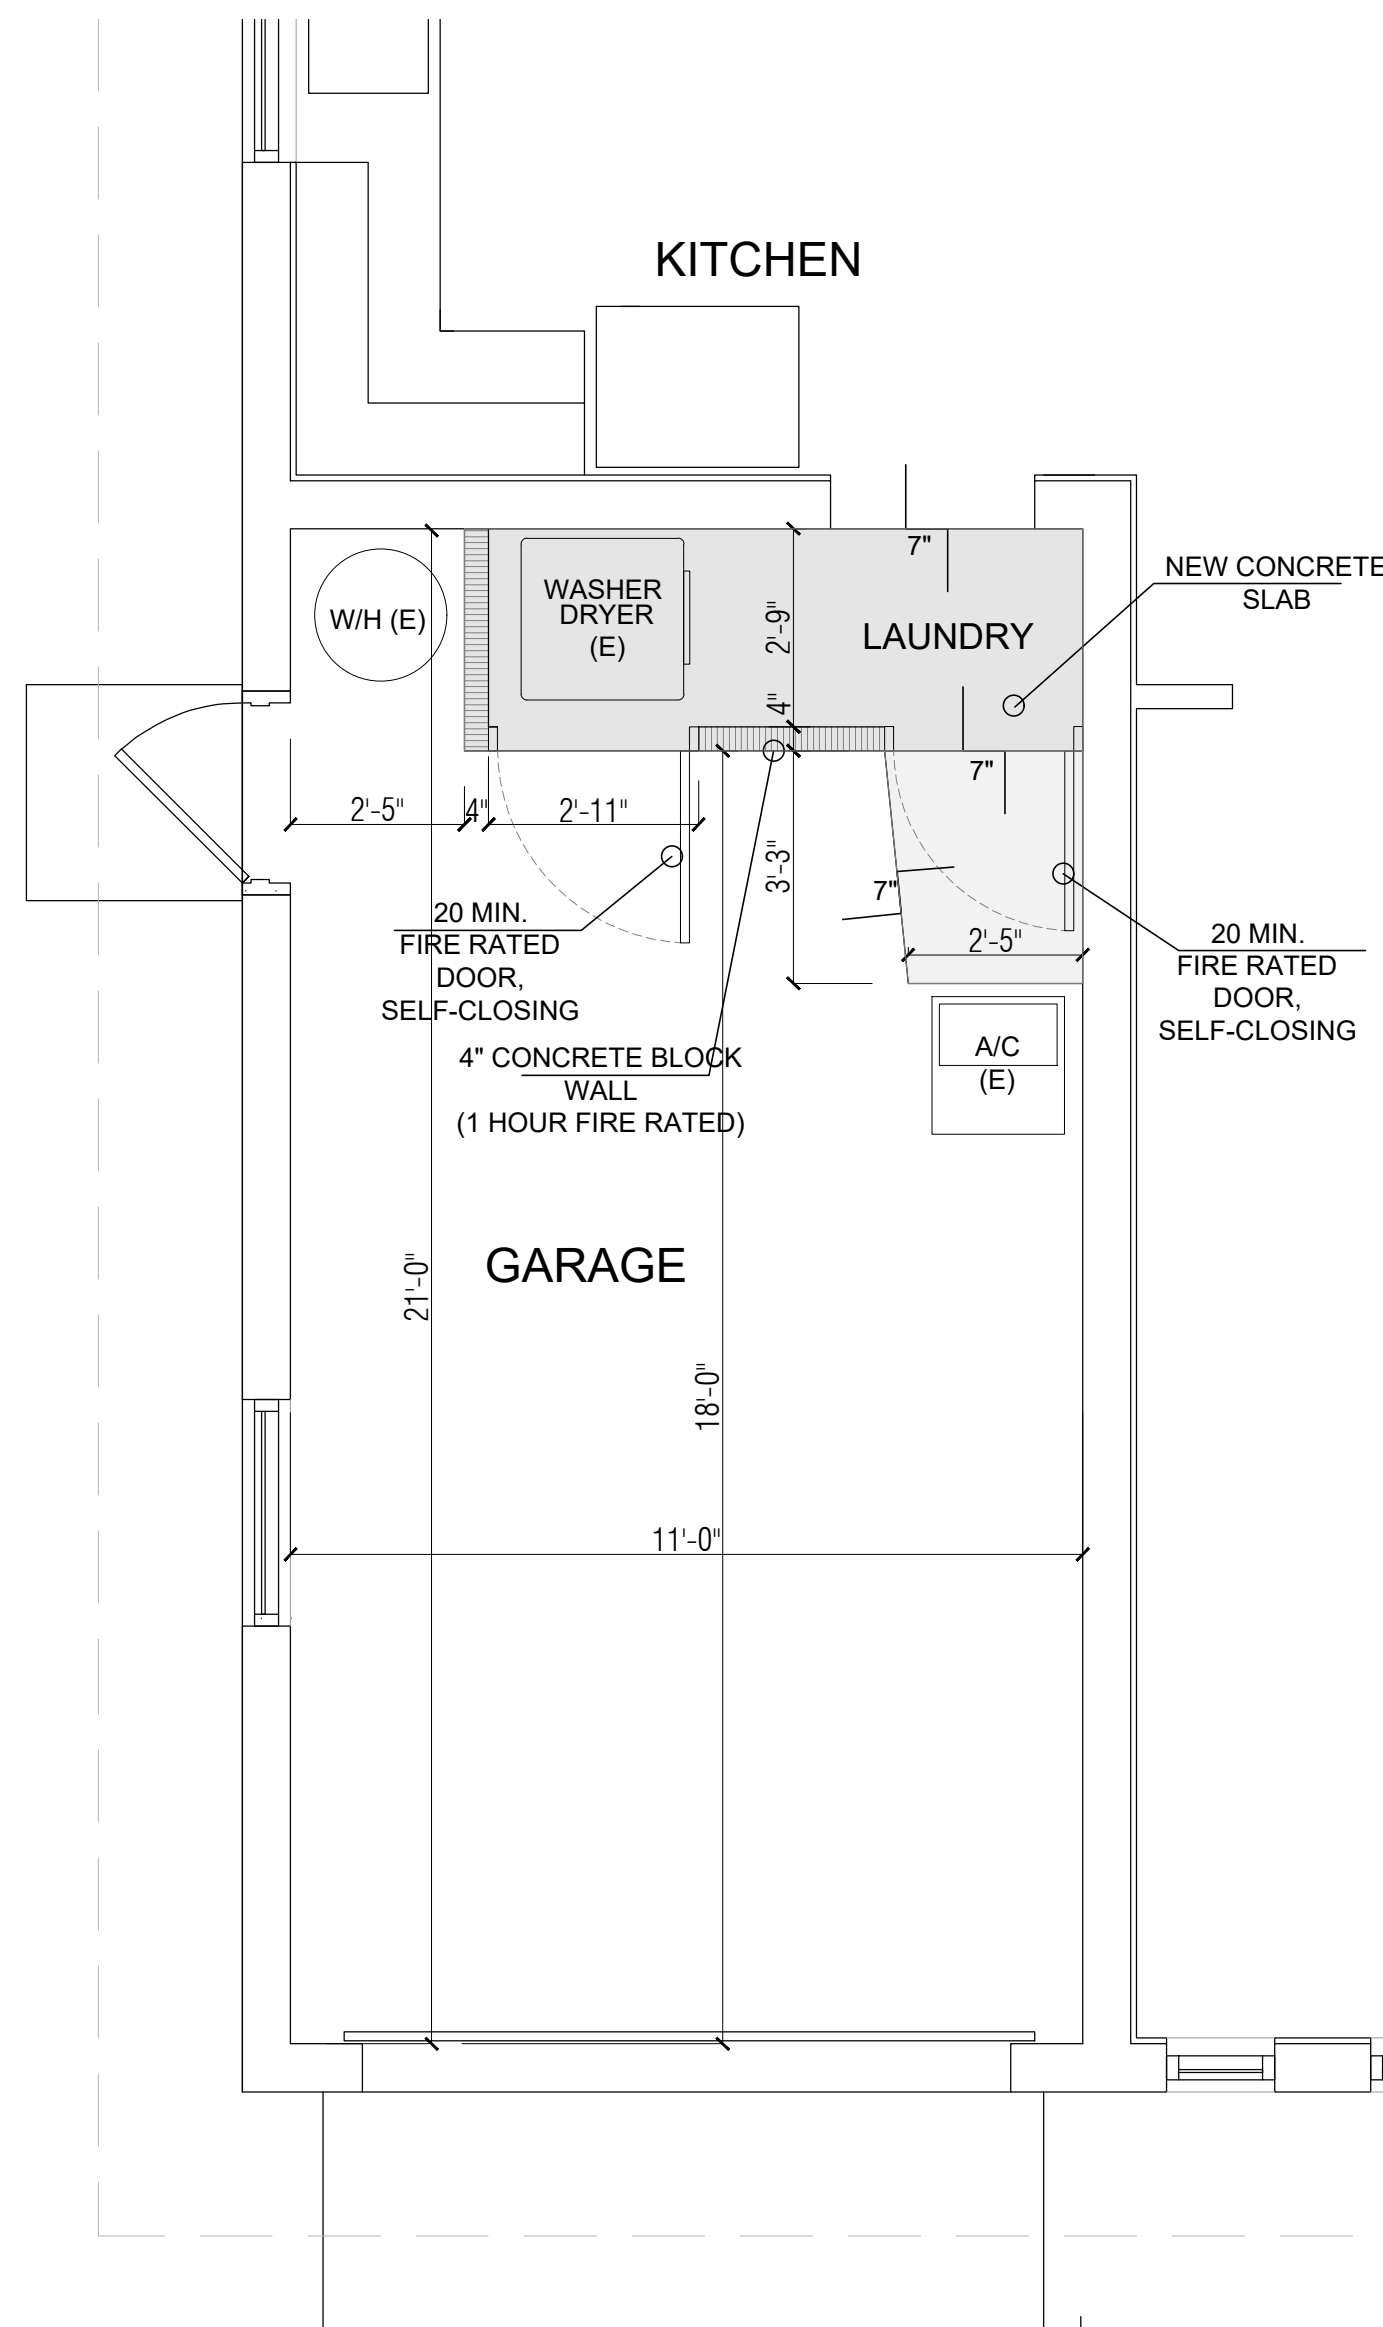 KITCHEN
7"
NEW CONCRETE
SLAB
WASHER
DRYER
(E)
W/H (E)
2'-9"
LAUNDRY
4"
7"
2'-5"
4"
2'-11"
3'-3"
7"
20 MIN.
FIRE RATED
DOOR,
SELF-CLOSING
2'-5"
20 MIN.
FIRE RATED
DOOR,
SELF-CLOSING
4" CONCRETE BLOCK
WALL
(1 HOUR FIRE RATED)
A/C
(E)
GARAGE
21'-0"
18'-0"
11'-0"